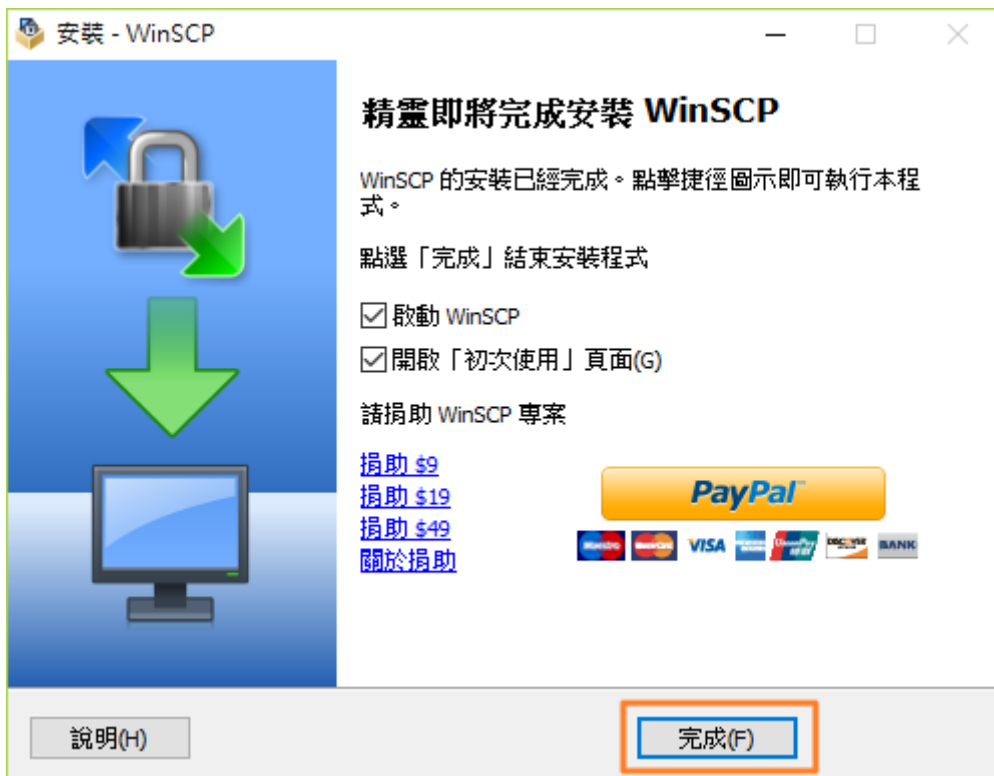 安裝 - WinSCP
精靈即將完成安裝 WinSCP
WinSCP 的安裝已經完成。點擊捷徑圖示即可執行本程
式。
點選「完成」結束安裝程式
啟動 WinSCP
開啟「初次使用」頁面(G)
請捐助 WinSCP 專案
捐助 $9
捐助 $19
捐助 $49
關於捐助
PayPal
VISA
BANK
說明(H)
完成(F)